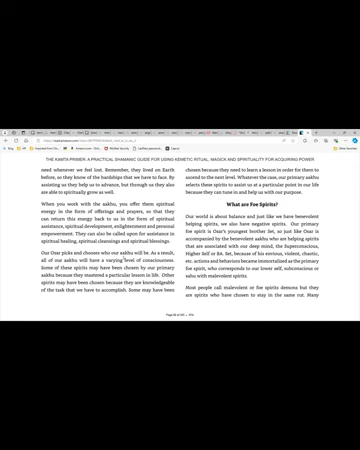 THE KAMTA PRIMER: A PRACTICAL SHAMANIC GUIDE FOR USING KEMETIC RITUAL, MAGICK AND SPIRITUALITY FOR ACQUIRING POWER
need whenever we feel lost. Remember, they lived on Earth
before, so they know of the hardships that we have to face. By
assisting us they help us to advance, but through us they also
are able to spiritually grow as well.
When you work with the aakhu, you offer them spiritual
energy in the form of offerings and prayers, so that they
can return this energy back to us in the form of spiritual
assistance, spiritual development, enlightenment and personal
empowerment. They can also be called upon for assistance in
spiritual healing, spiritual cleansings and spiritual blessings.
Our Osar picks and chooses who our aakhu will be. As a result,
all of our aakhu will have a varying level of consciousness.
Some of these spirits may have been chosen by our primary
aakhu because they mastered a particular lesson in life. Other
spirits may have been chosen because they are knowledgeable
of the task that we have to accomplish. Some may have been
chosen because they need to learn a lesson in order for them to
ascend to the next level. Whatever the case, our primary aakhu
selects these spirits to assist us at a particular point in our life
because they can tune in and help us with our purpose.
What are Foe Spirits?
Our world is about balance and just like we have benevolent
helping spirits, we also have negative spirits. Our primary
foe spirit is Osar's youngest brother Set, so just like Osar is
accompanied by the benevolent aakhu who are helping spirits
that are associated with our deep mind, the Superconscious,
Higher Self or BA. Set, because of his envious, violent, chaotic,
etc. actions and behaviors became immortalized as the primary
foe spirit, who corresponds to our lower self, subconscious or
sahu with malevolent spirits.
Most people call malevolent or foe spirits demons but they
are spirits who have chosen to stay in the same rut. Many